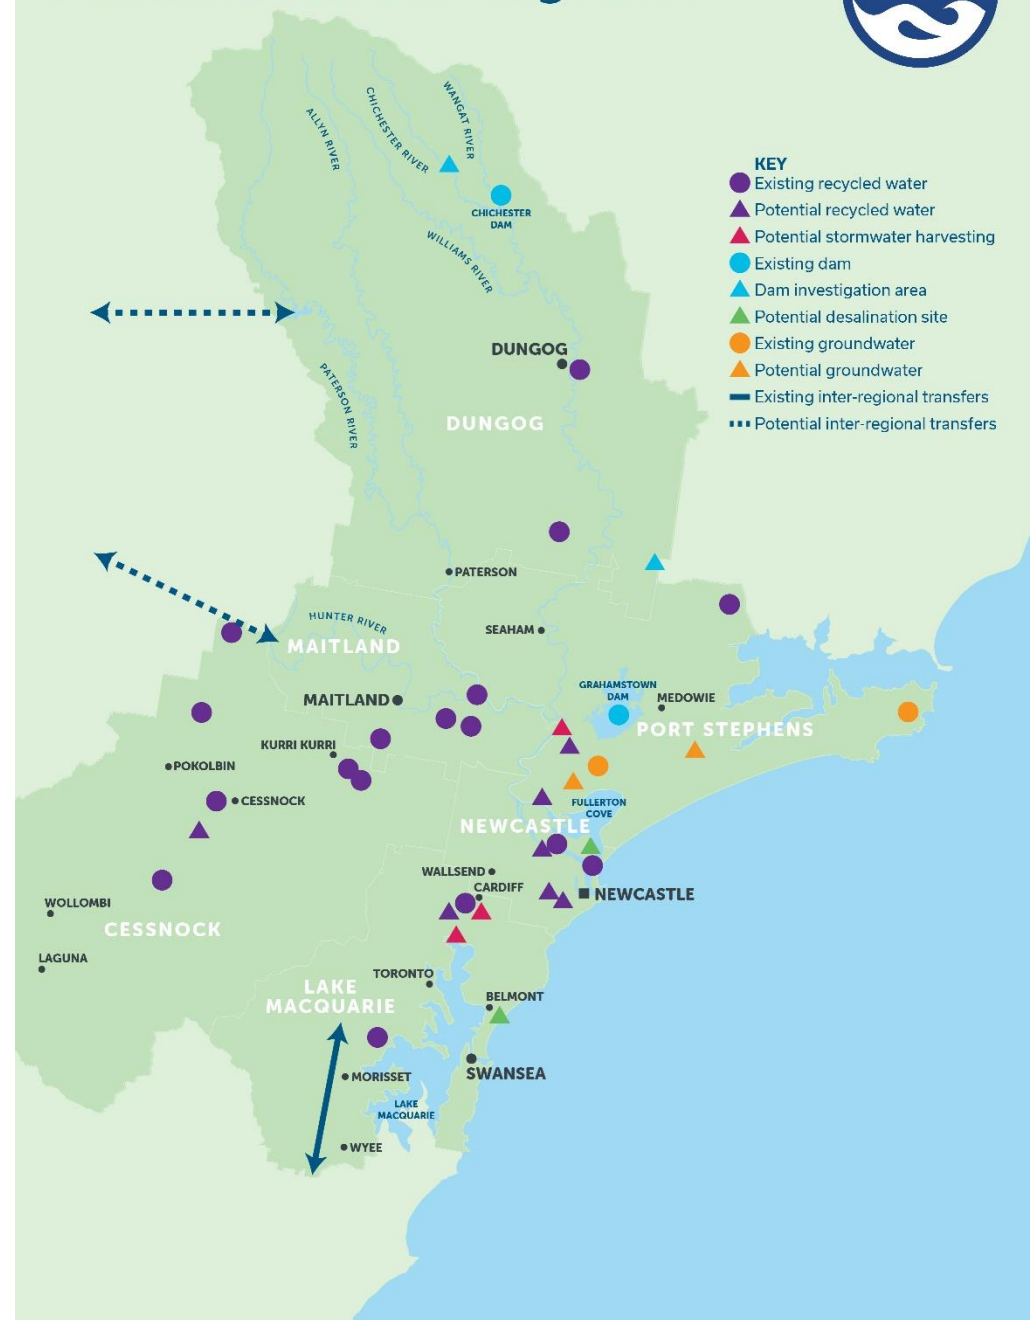 WANGAT RIVER
CHICHESTER RIVER
ALLYN RIVER
KEY
Existing recycled water
Potential recycled water
Potential stormwater harvesting
Existing dam
Dam investigation area
Potential desalination site
Existing groundwater
Potential groundwater
Existing inter-regional transfers
Potential inter-regional transfers
CHICHESTER
DAM
WILLIAMS RIVER
DUNGOG
PATERSON RIVER
DUNGOG
PATERSON
HUNTER RIVER
SEAHAM
MAITLAND
GRAHAMSTOWN
DAM
MEDOWIE
MAITLAND
PORT STEPHENS
KURRI KURRI
POKOLBIN
CESSNOCK
FULLERTON
COVE
NEWCASTLE
WALLSEND
CARDIFF
NEWCASTLE
WOLLOMBI
CESSNOCK
LAGUNA
TORONTO
LAKE
MACQUARIE
BELMONT
SWANSEA
MORISSET
LAKE
MACQUARIE
WYEE